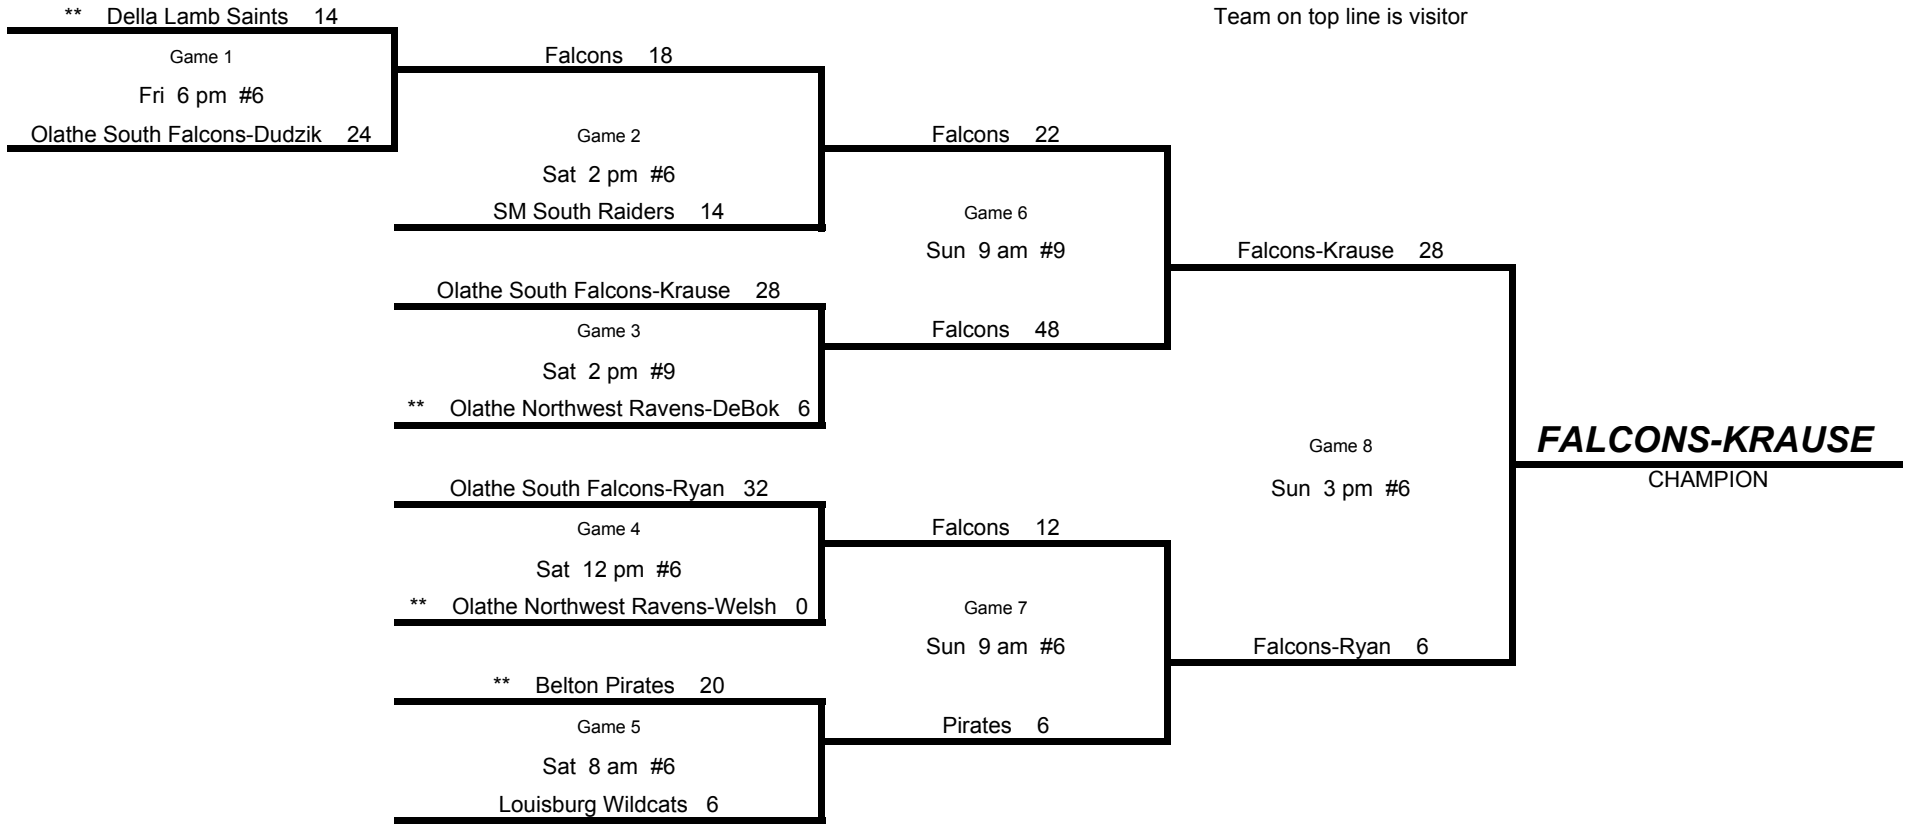 ** Della Lamb Saints 14
Team on top line is visitor
Game 1
Fri 6 pm #6
Olathe South Falcons-Dudzik 24
Falcons 18
Game 2
Sat 2 pm #6
SM South Raiders 14
Olathe South Falcons-Krause 28
Game 3
Sat 2 pm #9
** Olathe Northwest Ravens-DeBok 6
Olathe South Falcons-Ryan 32
Game 4
Sat 12 pm #6
** Olathe Northwest Ravens-Welsh 0
** Belton Pirates 20
Game 5
Sat 8 am #6
Louisburg Wildcats 6
Falcons 22
Game 6
Sun 9 am #9
Falcons 48
Falcons 12
Game 7
Sun 9 am #6
Pirates 6
Falcons-Krause 28
Game 8
Sun 3 pm #6
Falcons-Ryan 6
FALCONS-KRAUSE
CHAMPION